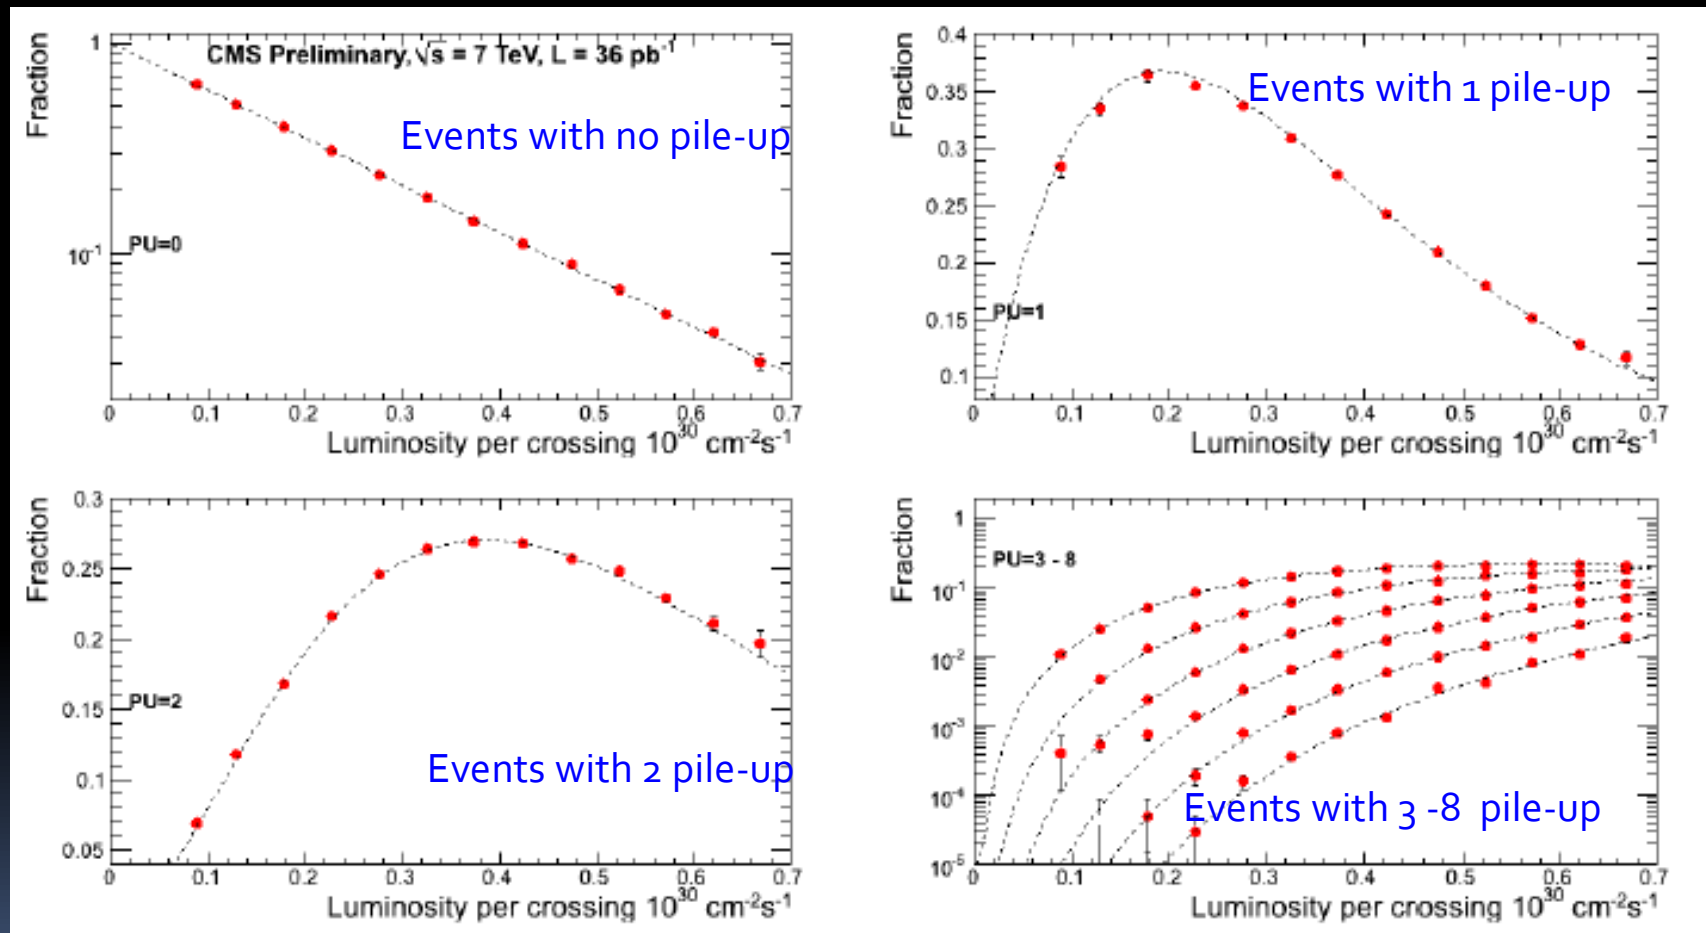 CMS Preliminary, √s = 7 TeV, L = 36 pb⁻¹
Events with no pile-up
PU=0
Fraction
1
10⁻¹
0 0.1 0.2 0.3 0.4 0.5 0.6 0.7
Luminosity per crossing 10³⁰ cm⁻²s⁻¹
Events with 1 pile-up
PU=1
Fraction
0.4
0.35
0.3
0.25
0.2
0.15
0.1
0 0.1 0.2 0.3 0.4 0.5 0.6 0.7
Luminosity per crossing 10³⁰ cm⁻²s⁻¹
Fraction
0.3
0.25
0.2
0.15
0.1
0.05
PU=2
Events with 2 pile-up
0 0.1 0.2 0.3 0.4 0.5 0.6 0.7
Luminosity per crossing 10³⁰ cm⁻²s⁻¹
Fraction
1
10⁻¹
10⁻²
10⁻³
10⁻⁴
10⁻⁵
PU=3 - 8
Events with 3 -8 pile-up
0 0.1 0.2 0.3 0.4 0.5 0.6 0.7
Luminosity per crossing 10³⁰ cm⁻²s⁻¹